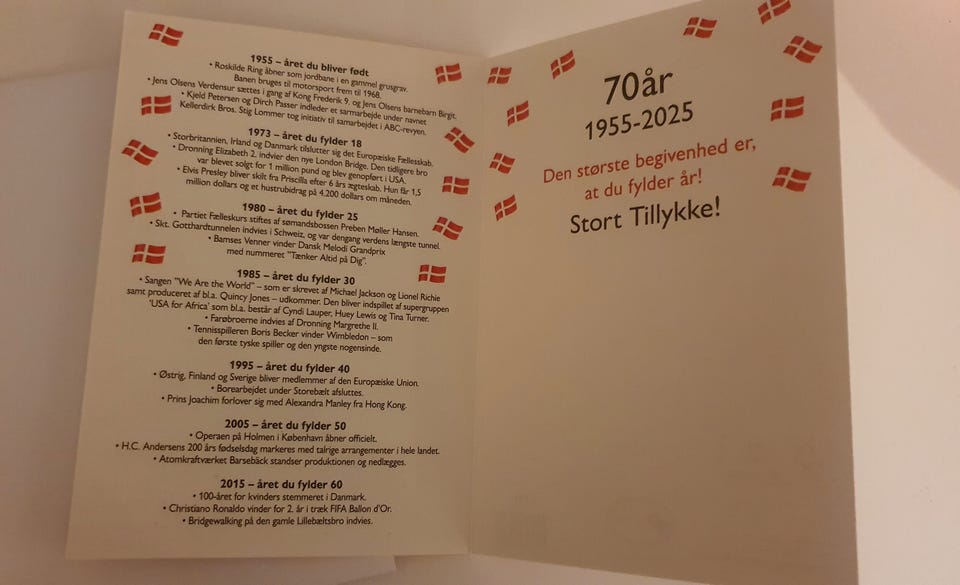 1955 – året du bliver født
• Roskilde Ring åbner som jordbane i en gammel grusgrav.
Banen bruges til motorsport frem til 1968.
• Jens Olsens Verdensur sættes i gang af Kong Frederik 9. og Jens Olsens barnebarn Birgit.
• Kjeld Petersen og Dirch Passer indleder et samarbejde under navnet
Kellerdirk Bros. Stig Lommer tog initiativ til samarbejdet i ABC-revyen.
1973 – året du fylder 18
• Storbritannien, Irland og Danmark tilslutter sig det Europæiske Fællesskab.
• Dronning Elizabeth 2. indvier den nye London Bridge. Den tidligere bro
var blevet solgt for 1 million pund og blev genopført i USA.
• Elvis Presley bliver skilt fra Priscilla efter 6 års ægteskab. Hun får 1,5
million dollars og et hustrubidrag på 4.200 dollars om måneden.
1980 – året du fylder 25
• Partiet Fælleskurs stiftes af sømandsbossen Preben Møller Hansen.
• Skt. Gotthardtunnelen indvies i Schweiz, og var dengang verdens længste tunnel.
• Bamses Venner vinder Dansk Melodi Grandprix
med nummeret "Tænker Altid på Dig".
1985 – året du fylder 30
• Sangen "We Are the World" – som er skrevet af Michael Jackson og Lionel Richie
samt produceret af bl.a. Quincy Jones – udkommer. Den bliver indspillet af supergruppen
'USA for Africa' som bl.a. består af Cyndi Lauper, Huey Lewis og Tina Turner.
• Farøbroerne indvies af Dronning Margrethe II.
• Tennisspilleren Boris Becker vinder Wimbledon – som
den første tyske spiller og den yngste nogensinde.
1995 – året du fylder 40
• Østrig, Finland og Sverige bliver medlemmer af den Europæiske Union.
• Borearbejdet under Storebælt afsluttes.
• Prins Joachim forlover sig med Alexandra Manley fra Hong Kong.
2005 – året du fylder 50
• Operaen på Holmen i København åbner officielt.
• H.C. Andersens 200 års fødselsdag markeres med talrige arrangementer i hele landet.
• Atomkraftværket Barsebäck standser produktionen og nedlægges.
2015 – året du fylder 60
• 100-året for kvinders stemmeret i Danmark.
• Christiano Ronaldo vinder for 2. år i træk FIFA Ballon d'Or.
• Bridgewalking på den gamle Lillebæltsbro indvies.
70år
1955-2025
Den største begivenhed er,
at du fylder år!
Stort Tillykke!